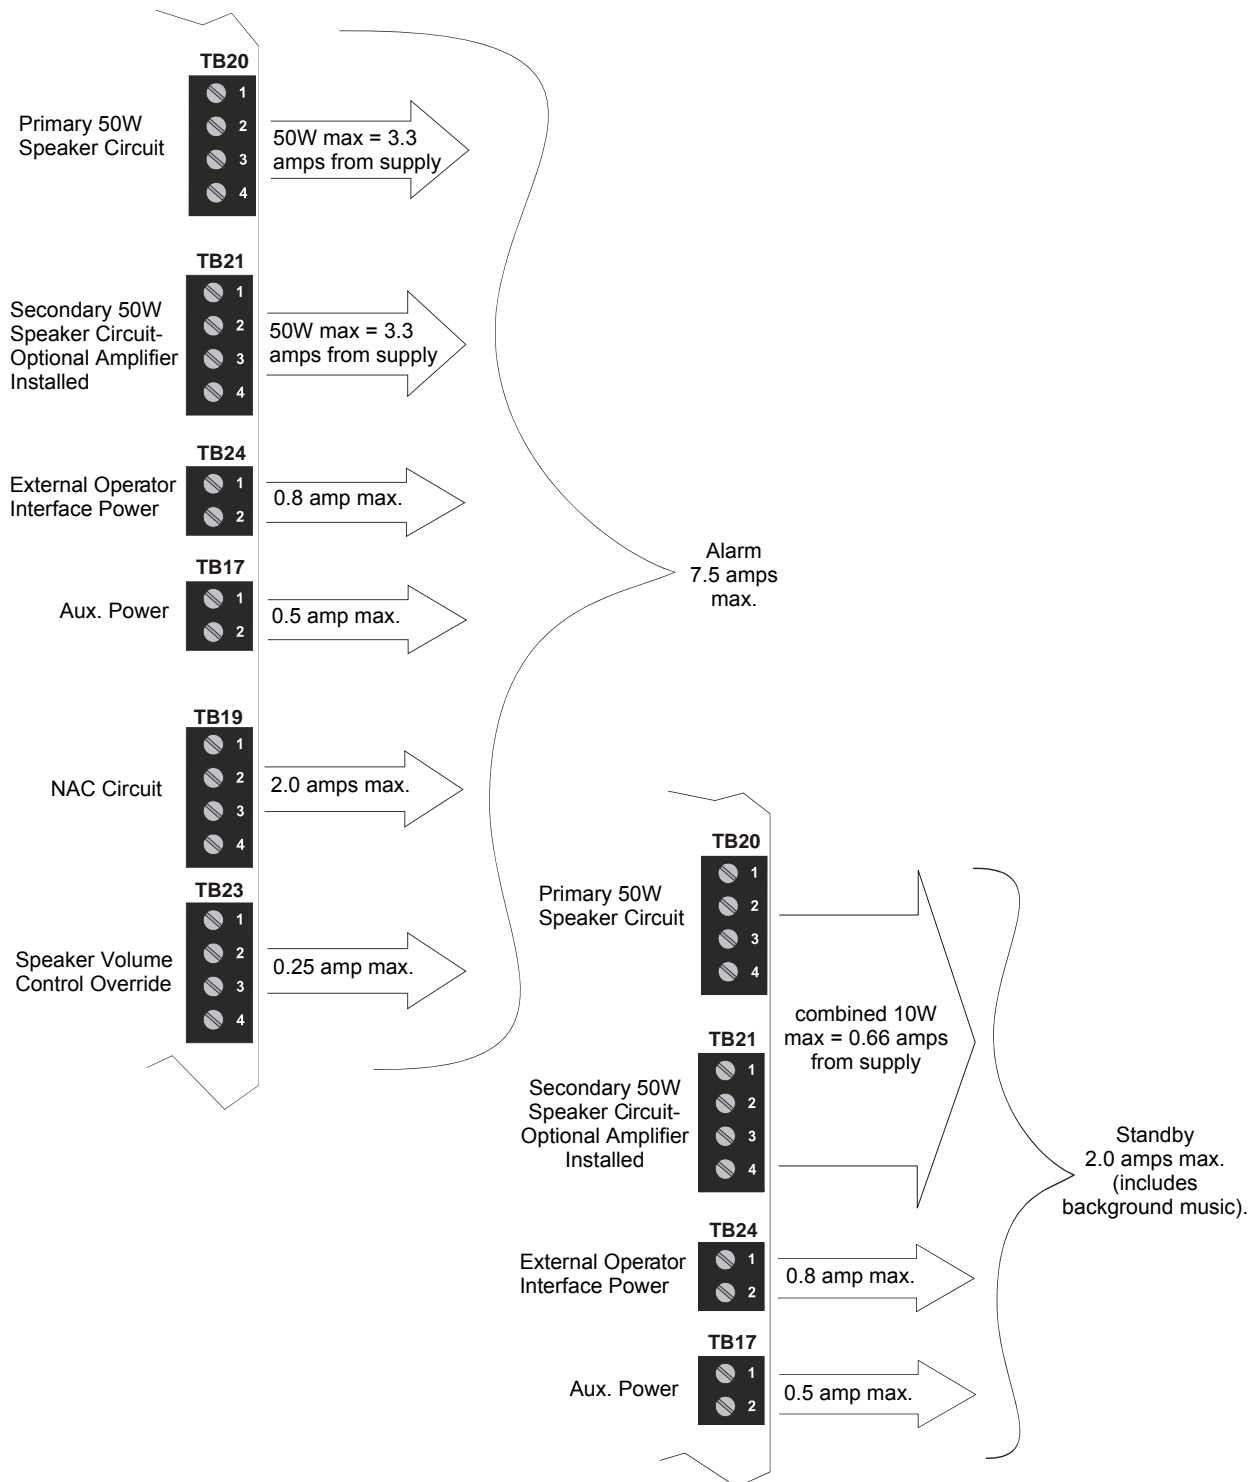 TB20
1
2
3
4
Primary 50W
Speaker Circuit
50W max = 3.3
amps from supply
TB21
1
2
3
4
Secondary 50W
Speaker Circuit-
Optional Amplifier
Installed
50W max = 3.3
amps from supply
TB24
1
2
External Operator
Interface Power
0.8 amp max.
TB17
1
2
Aux. Power
0.5 amp max.
Alarm
7.5 amps
max.
TB19
1
2
3
4
NAC Circuit
2.0 amps max.
TB23
1
2
3
4
Speaker Volume
Control Override
0.25 amp max.
TB20
1
2
3
4
Primary 50W
Speaker Circuit
combined 10W
max = 0.66 amps
from supply
TB21
1
2
3
4
Secondary 50W
Speaker Circuit-
Optional Amplifier
Installed
Standby
2.0 amps max.
(includes
background music).
TB24
1
2
External Operator
Interface Power
0.8 amp max.
TB17
1
2
Aux. Power
0.5 amp max.